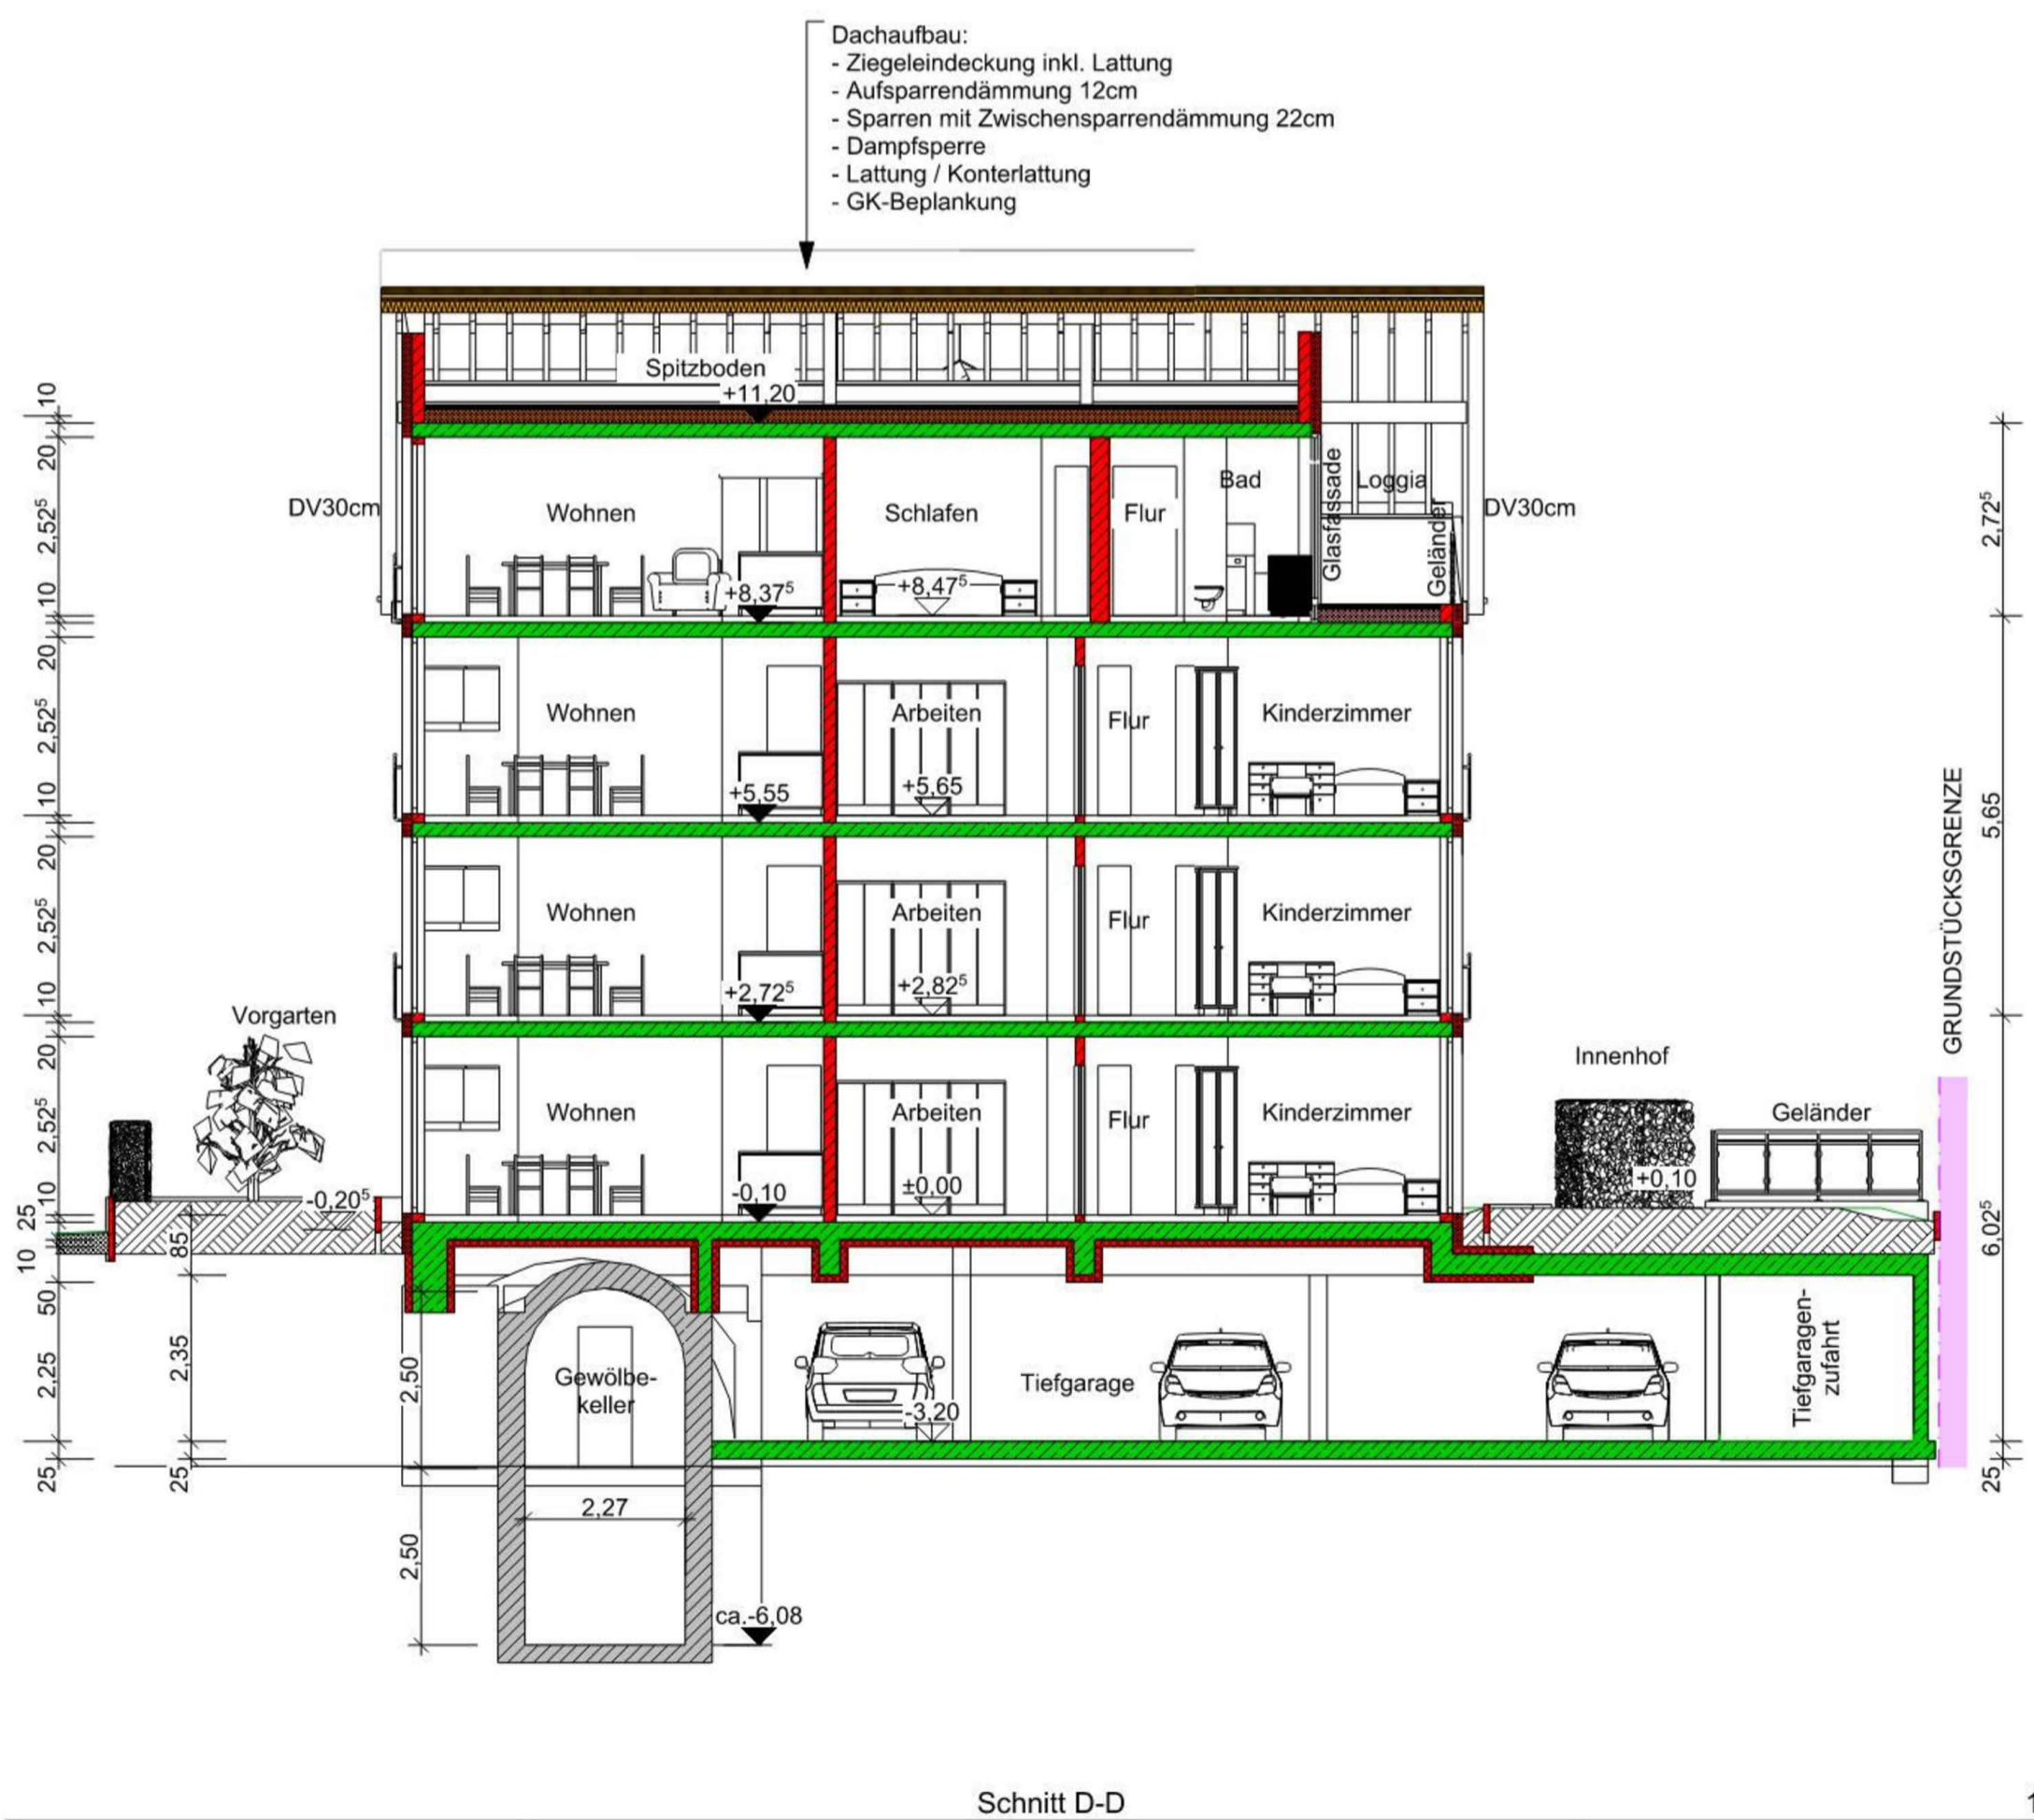 Dachaufbau:
- Ziegeleindeckung inkl. Lattung
- Aufsparrendämmung 12cm
- Sparren mit Zwischensparrendämmung 22cm
- Dampfsperre
- Lattung / Konterlattung
- GK-Beplankung
Spitzboden
+11,20
DV30cm
Wohnen
Schlafen
Flur
Bad
Glasfassade
Loggia
Geländer
DV30cm
+8,37⁵
+8,47⁵
Wohnen
Arbeiten
Flur
Kinderzimmer
+5,55
+5,65
Wohnen
Arbeiten
Flur
Kinderzimmer
+2,72⁵
+2,82⁵
Vorgarten
Wohnen
Arbeiten
Flur
Kinderzimmer
Innenhof
Geländer
-0,20⁵
-0,10
±0,00
+0,10
GRUNDSTÜCKSGRENZE
Gewölbe-
keller
Tiefgarage
-3,20
Tiefgaragen-
zufahrt
2,27
ca.-6,08
10
20
2,52⁵
10
20
2,52⁵
10
20
2,52⁵
10
20
2,52⁵
10
25
10
50
2,25
25
85
2,35
25
2,50
2,50
2,72⁵
5,65
6,02⁵
25
Schnitt D-D